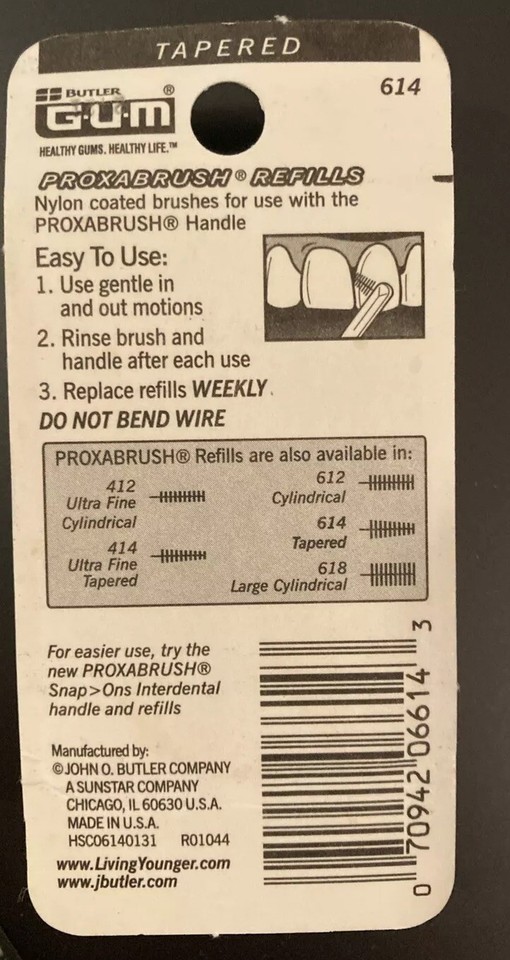 TAPERED
614
BUTLER
G·U·M®
HEALTHY GUMS. HEALTHY LIFE.™
PROXABRUSH® REFILLS
Nylon coated brushes for use with the
PROXABRUSH® Handle
Easy To Use:
1. Use gentle in
and out motions
2. Rinse brush and
handle after each use
3. Replace refills WEEKLY.
DO NOT BEND WIRE
PROXABRUSH® Refills are also available in:
412
Ultra Fine
Cylindrical
414
Ultra Fine
Tapered
612
Cylindrical
614
Tapered
618
Large Cylindrical
For easier use, try the
new PROXABRUSH®
Snap>Ons Interdental
handle and refills
Manufactured by:
©JOHN O. BUTLER COMPANY
A SUNSTAR COMPANY
CHICAGO, IL 60630 U.S.A.
MADE IN U.S.A.
HSC06140131 R01044
www.LivingYounger.com
www.jbutler.com
0 70942 06614 3